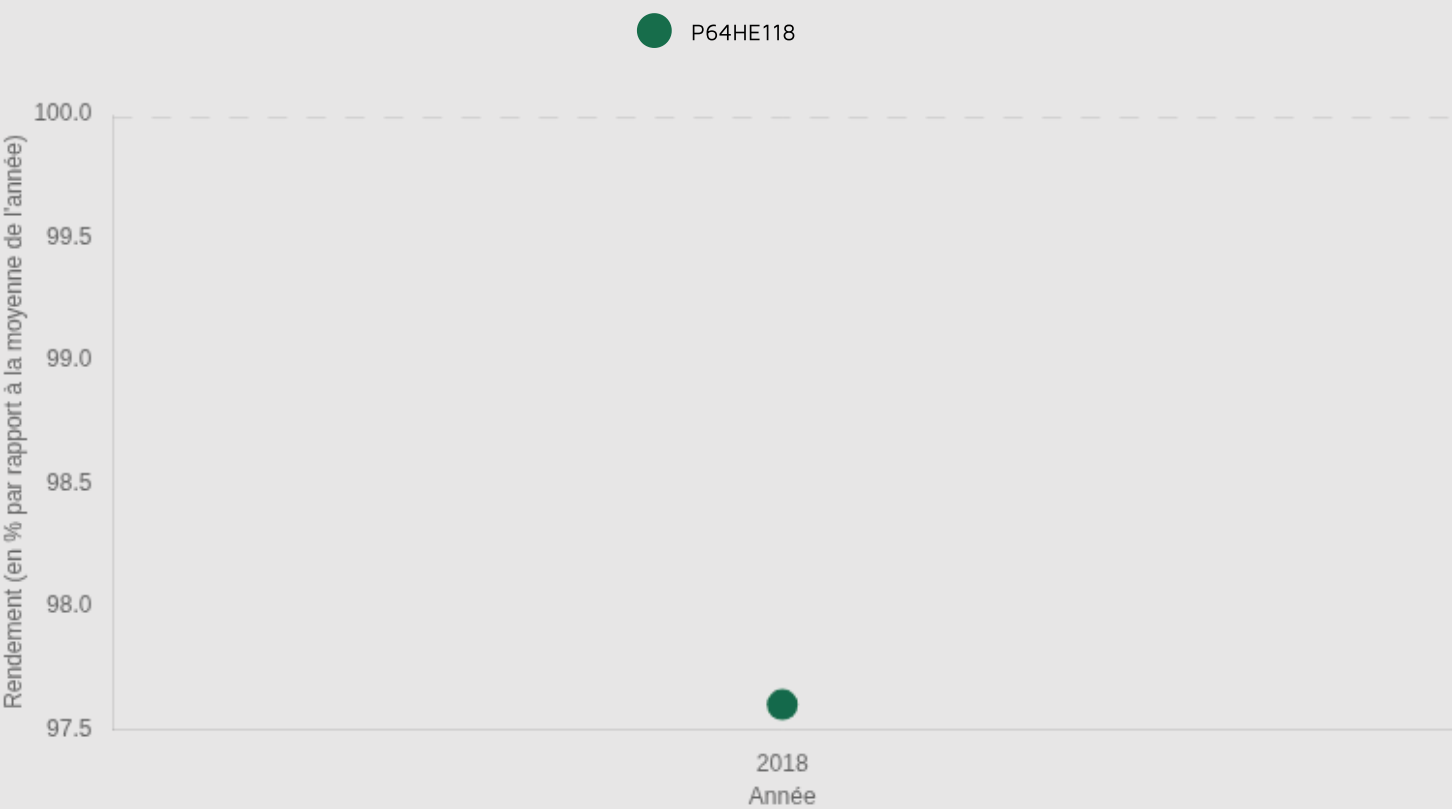 P64HE118
100.0
99.5
99.0
98.5
98.0
97.5
Rendement (en % par rapport à la moyenne de l'année)
2018
Année